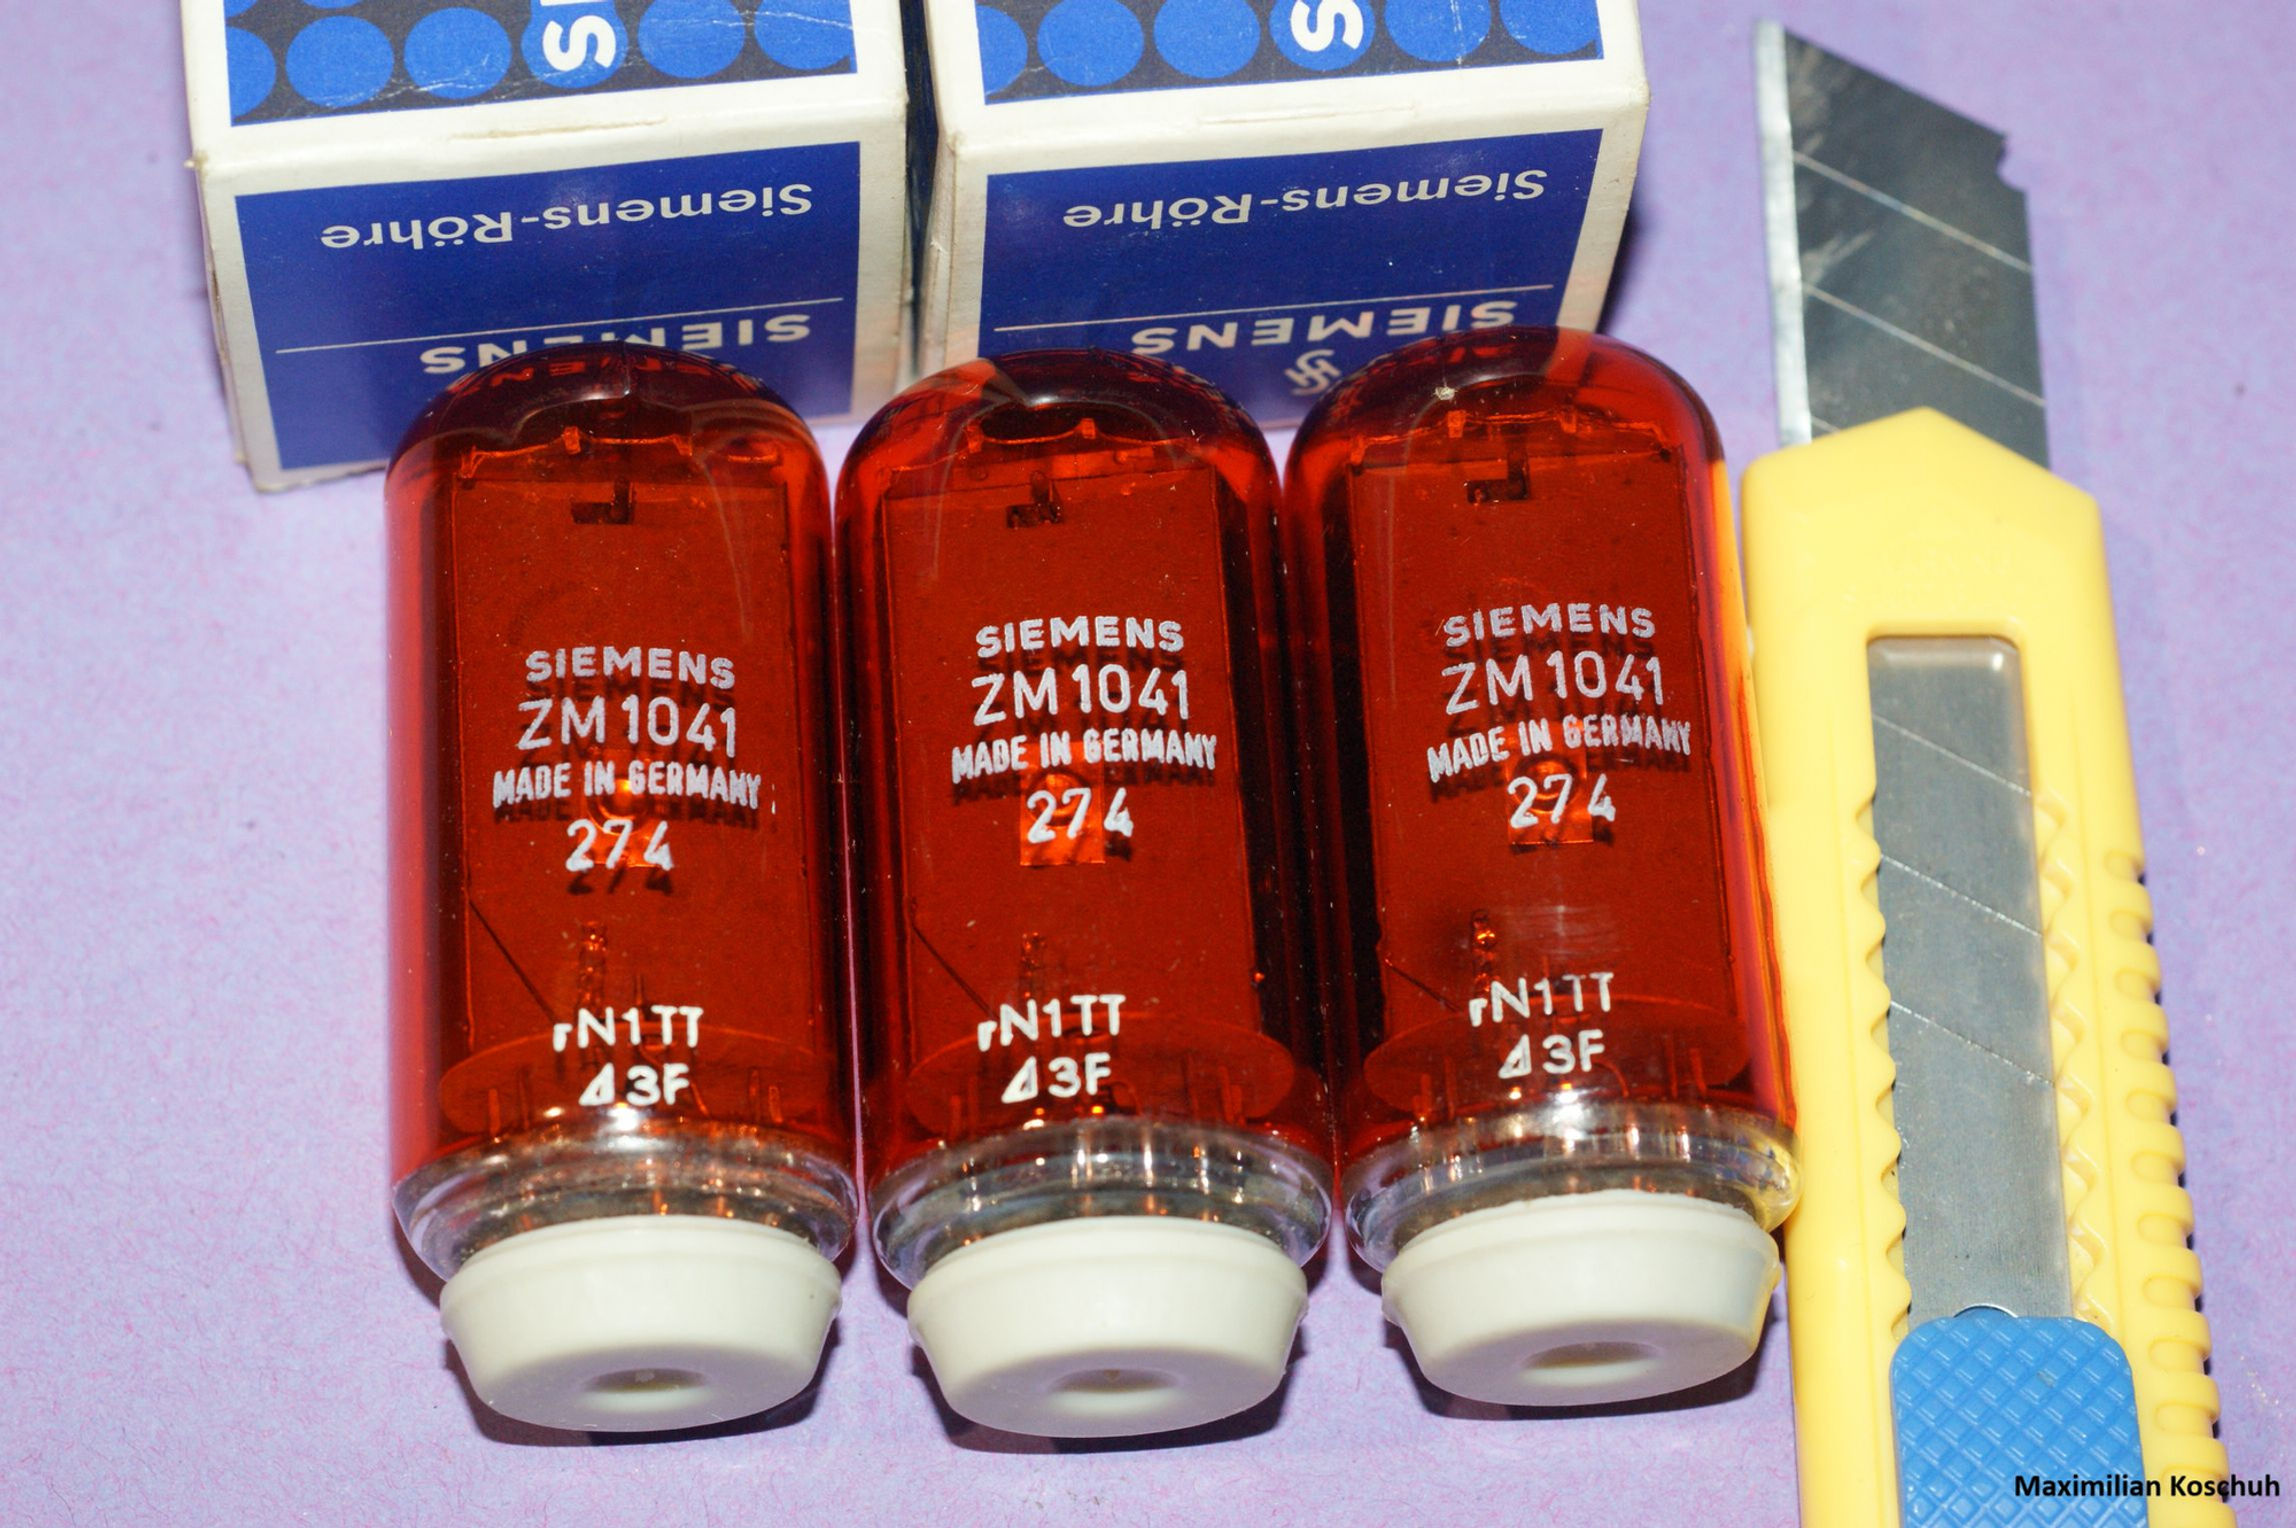 S
S
Siemens-Röhre
SIEMENS
Siemens-Röhre
SIEMENS
SIEMENS
ZM1041
MADE IN GERMANY
274
rN1TT
⊿3F
SIEMENS
ZM1041
MADE IN GERMANY
274
rN1TT
⊿3F
SIEMENS
ZM1041
MADE IN GERMANY
274
rN1TT
⊿3F
Maximilian Koschuh